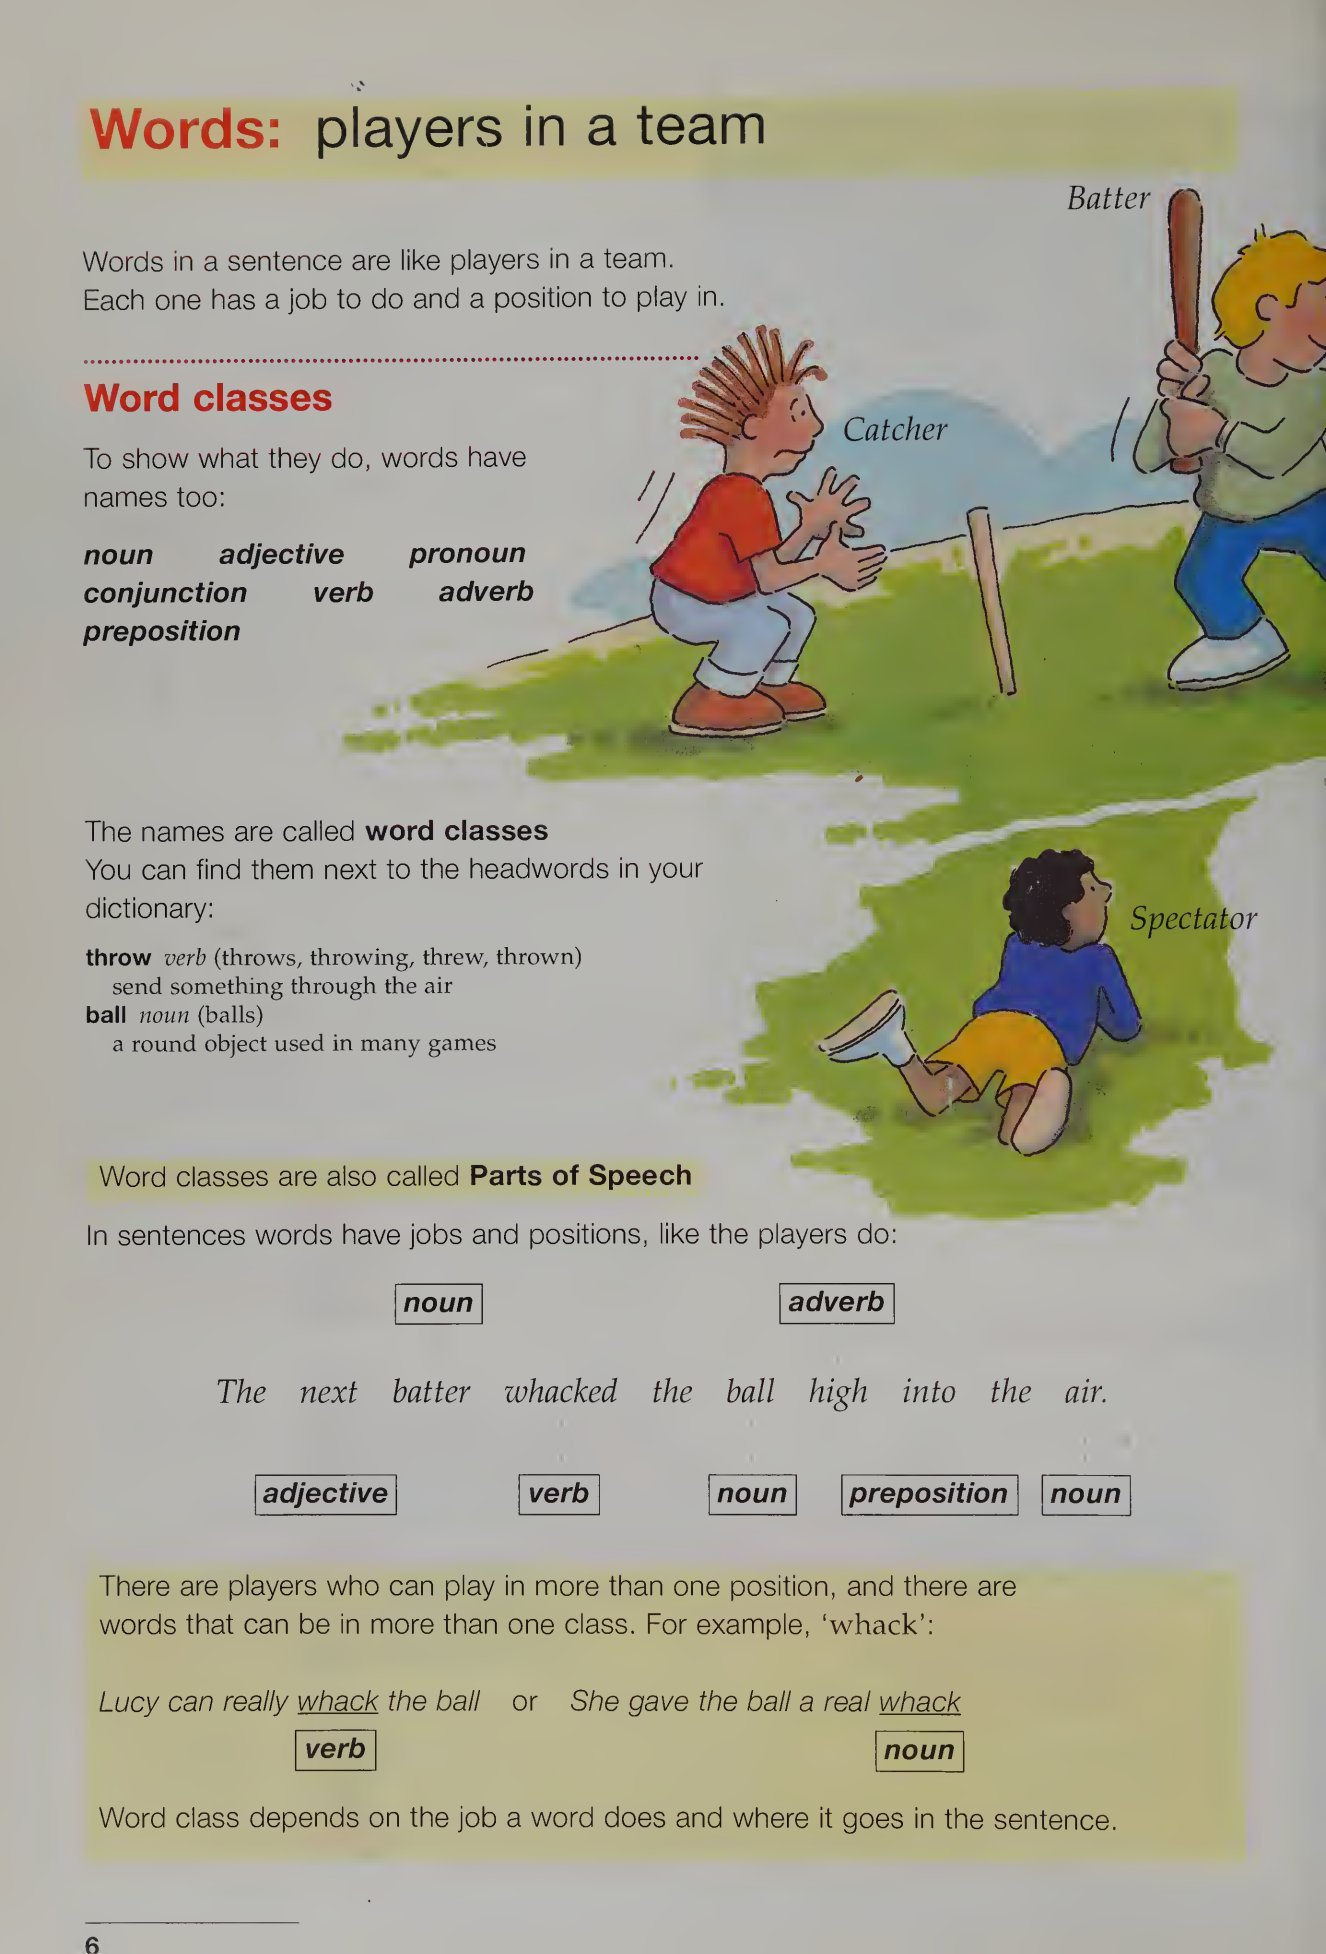 Words: players in a team
Batter
Words in a sentence are like players in a team.
Each one has a job to do and a position to play in.
Word classes
Catcher
To show what they do, words have
names too:
noun adjective pronoun
conjunction verb adverb
preposition
The names are called word classes
You can find them next to the headwords in your
dictionary:
Spectator
throw verb (throws, throwing, threw, thrown)
send something through the air
ball noun (balls)
a round object used in many games
Word classes are also called Parts of Speech
In sentences words have jobs and positions, like the players do:
noun adverb
The next batter whacked the ball high into the air.
adjective verb noun preposition noun
There are players who can play in more than one position, and there are
words that can be in more than one class. For example, ‘whack’:
Lucy can really whack the ball or She gave the ball a real whack
verb noun
Word class depends on the job a word does and where it goes in the sentence.
6